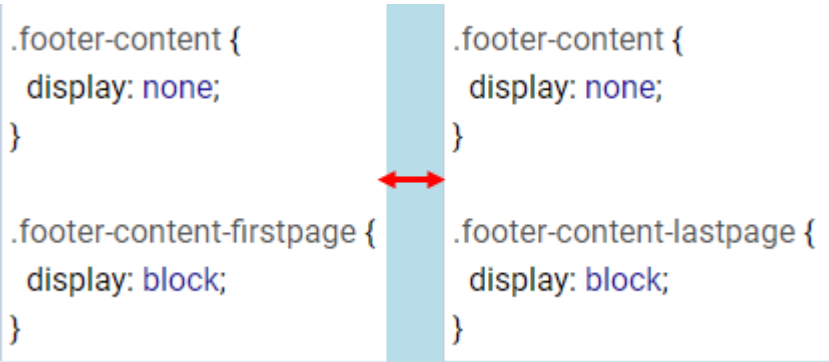 .footer-content {
display: none;
}
.footer-content-firstpage {
display: block;
}
.footer-content {
display: none;
}
.footer-content-lastpage {
display: block;
}